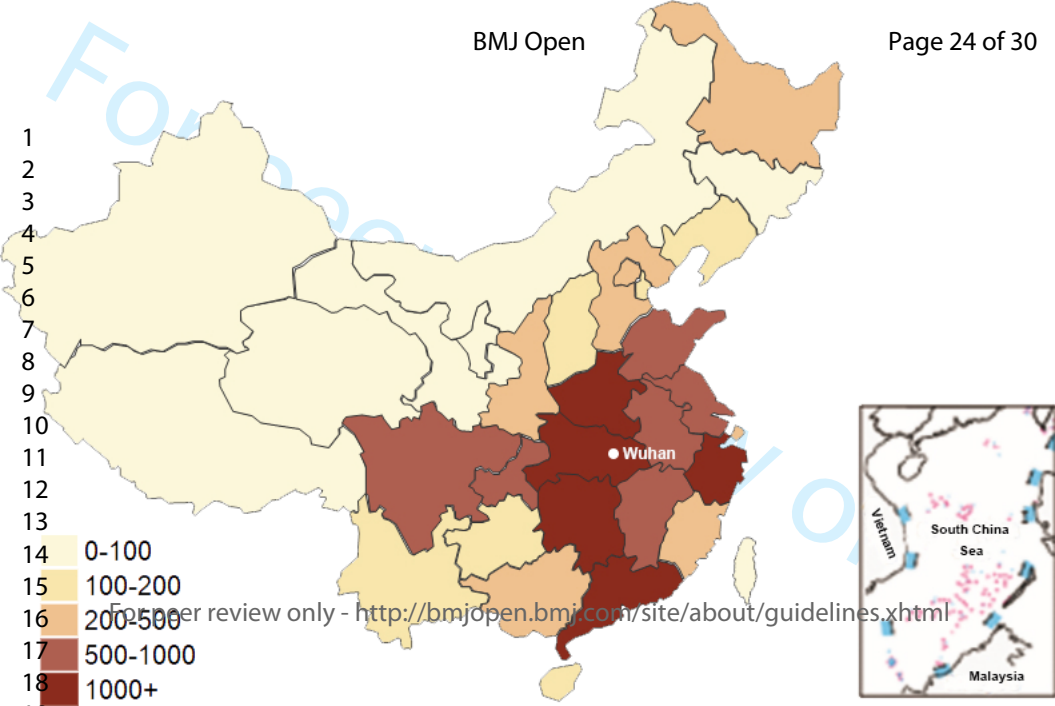 BMJ Open
Page 24 of 30
For peer
w o
1
2
3
4
5
6
7
8
9
10
11
12
13
14
15
16
17
18
Wuhan
0-100
100-200
200-500
500-1000
1000+
Vietnam
South China
Sea
Malaysia
For peer review only - http://bmjopen.bmj.com/site/about/guidelines.xhtml